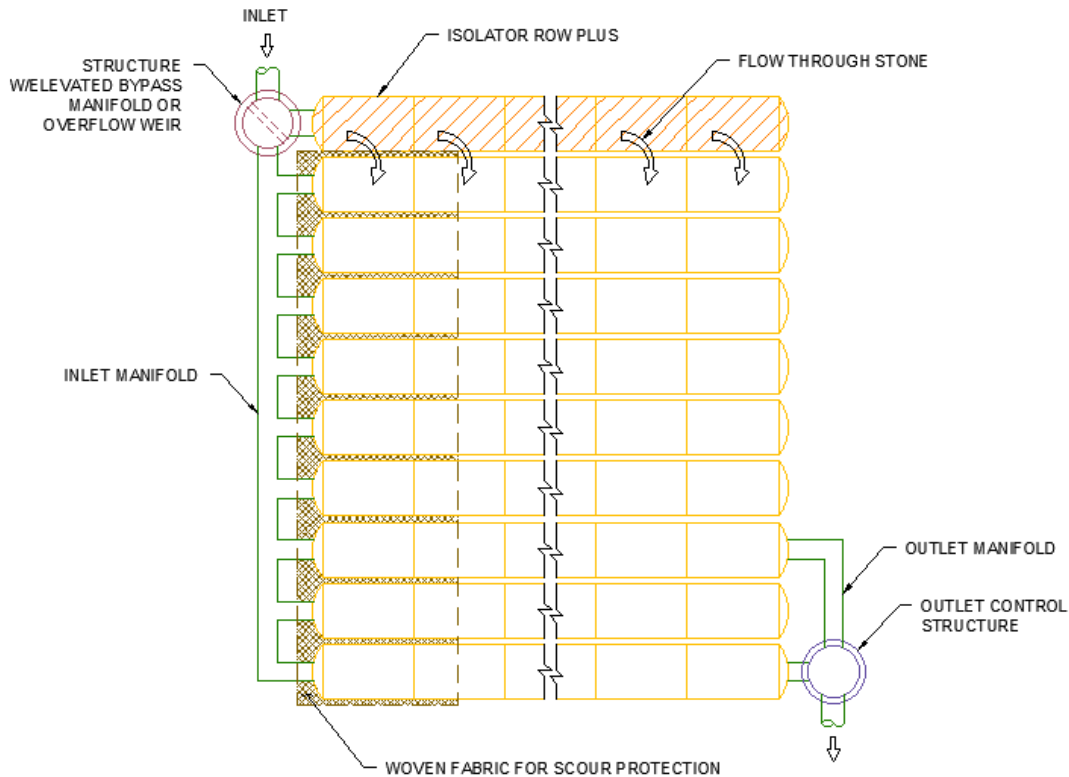 INLET
ISOLATOR ROW PLUS
FLOW THROUGH STONE
STRUCTURE
W/ELEVATED BYPASS
MANIFOLD OR
OVERFLOW WEIR
INLET MANIFOLD
OUTLET MANIFOLD
OUTLET CONTROL
STRUCTURE
WOVEN FABRIC FOR SCOUR PROTECTION